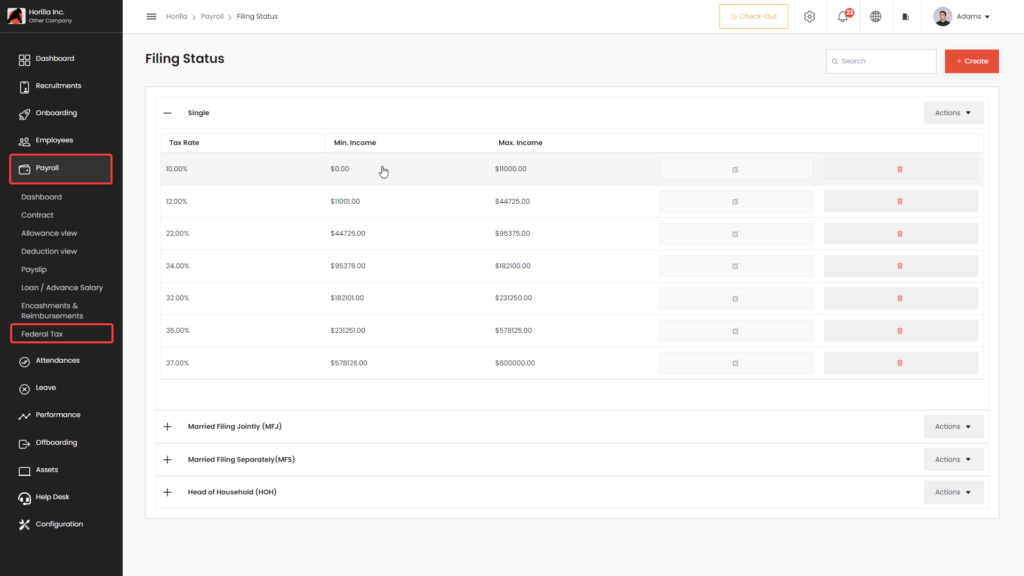 Horilla Inc.
Other Company
Horilla > Payroll > Filing Status
Check-Out
22
Adams
Dashboard
Recruitments
Onboarding
Employees
Payroll
Dashboard
Contract
Allowance view
Deduction view
Payslip
Loan / Advance Salary
Encashments &
Reimbursements
Federal Tax
Attendances
Leave
Performance
Offboarding
Assets
Help Desk
Configuration
Filing Status
Search
+ Create
Single
Actions
Tax Rate Min. Income Max. Income
10.00% $0.00 $11000.00
12.00% $11001.00 $44725.00
22.00% $44726.00 $95375.00
24.00% $95376.00 $182100.00
32.00% $182101.00 $231250.00
35.00% $231251.00 $578125.00
37.00% $578126.00 $600000.00
Married Filing Jointly (MFJ) Actions
Married Filing Separately(MFS) Actions
Head of Household (HOH) Actions